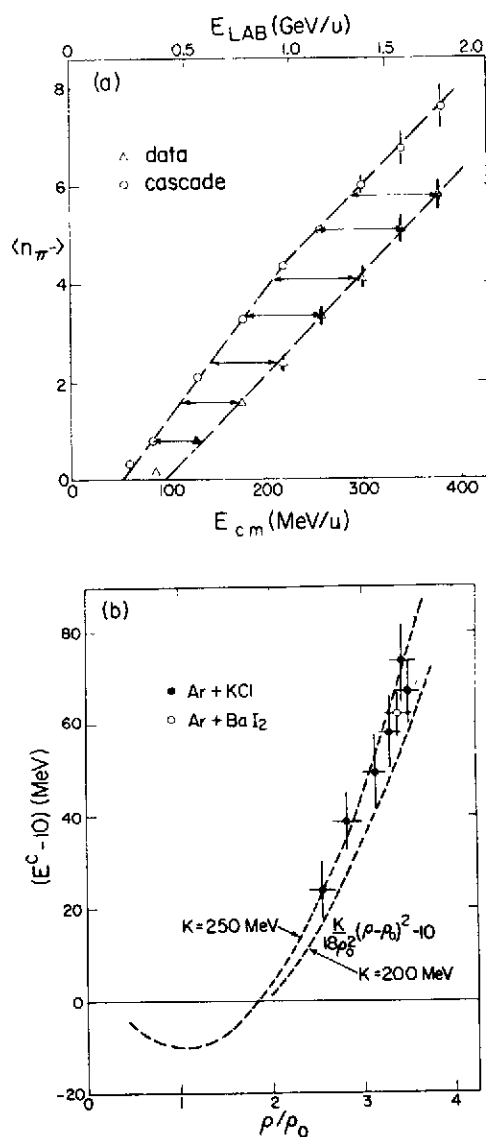 E_LAB (GeV/u)
0 0.5 1.0 1.5 2.0
(a)
△ data
○ cascade
8
6
⟨n_π⁻⟩
4
2
0
0 100 200 300 400
E_cm (MeV/u)
(b)
● Ar + KCl
○ Ar + Ba I₂
80
60
40
20
0
-20
(E^C - 10) (MeV)
K = 250 MeV
K/18ρ₀² (ρ-ρ₀)² - 10
K = 200 MeV
0 1 2 3 4
ρ/ρ₀